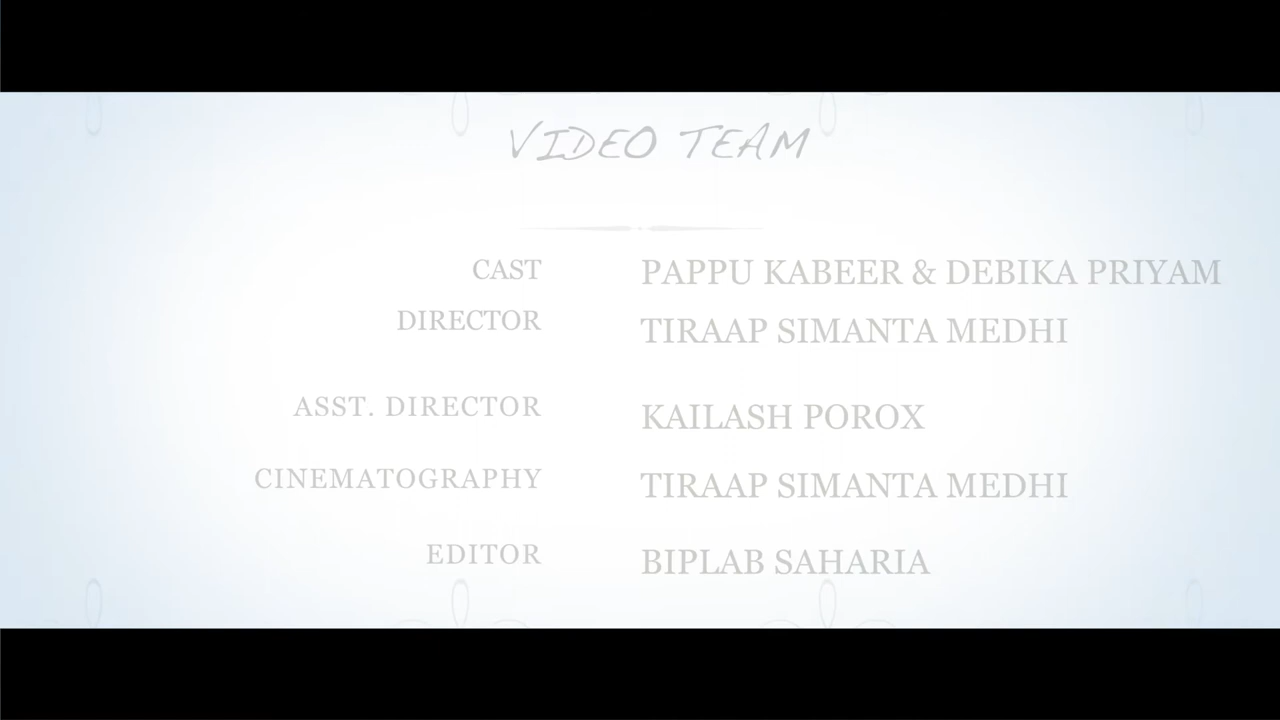 VIDEO TEAM
CAST PAPPU KABEER & DEBIKA PRIYAM
DIRECTOR TIRAAP SIMANTA MEDHI
ASST. DIRECTOR KAILASH POROX
CINEMATOGRAPHY TIRAAP SIMANTA MEDHI
EDITOR BIPLAB SAHARIA